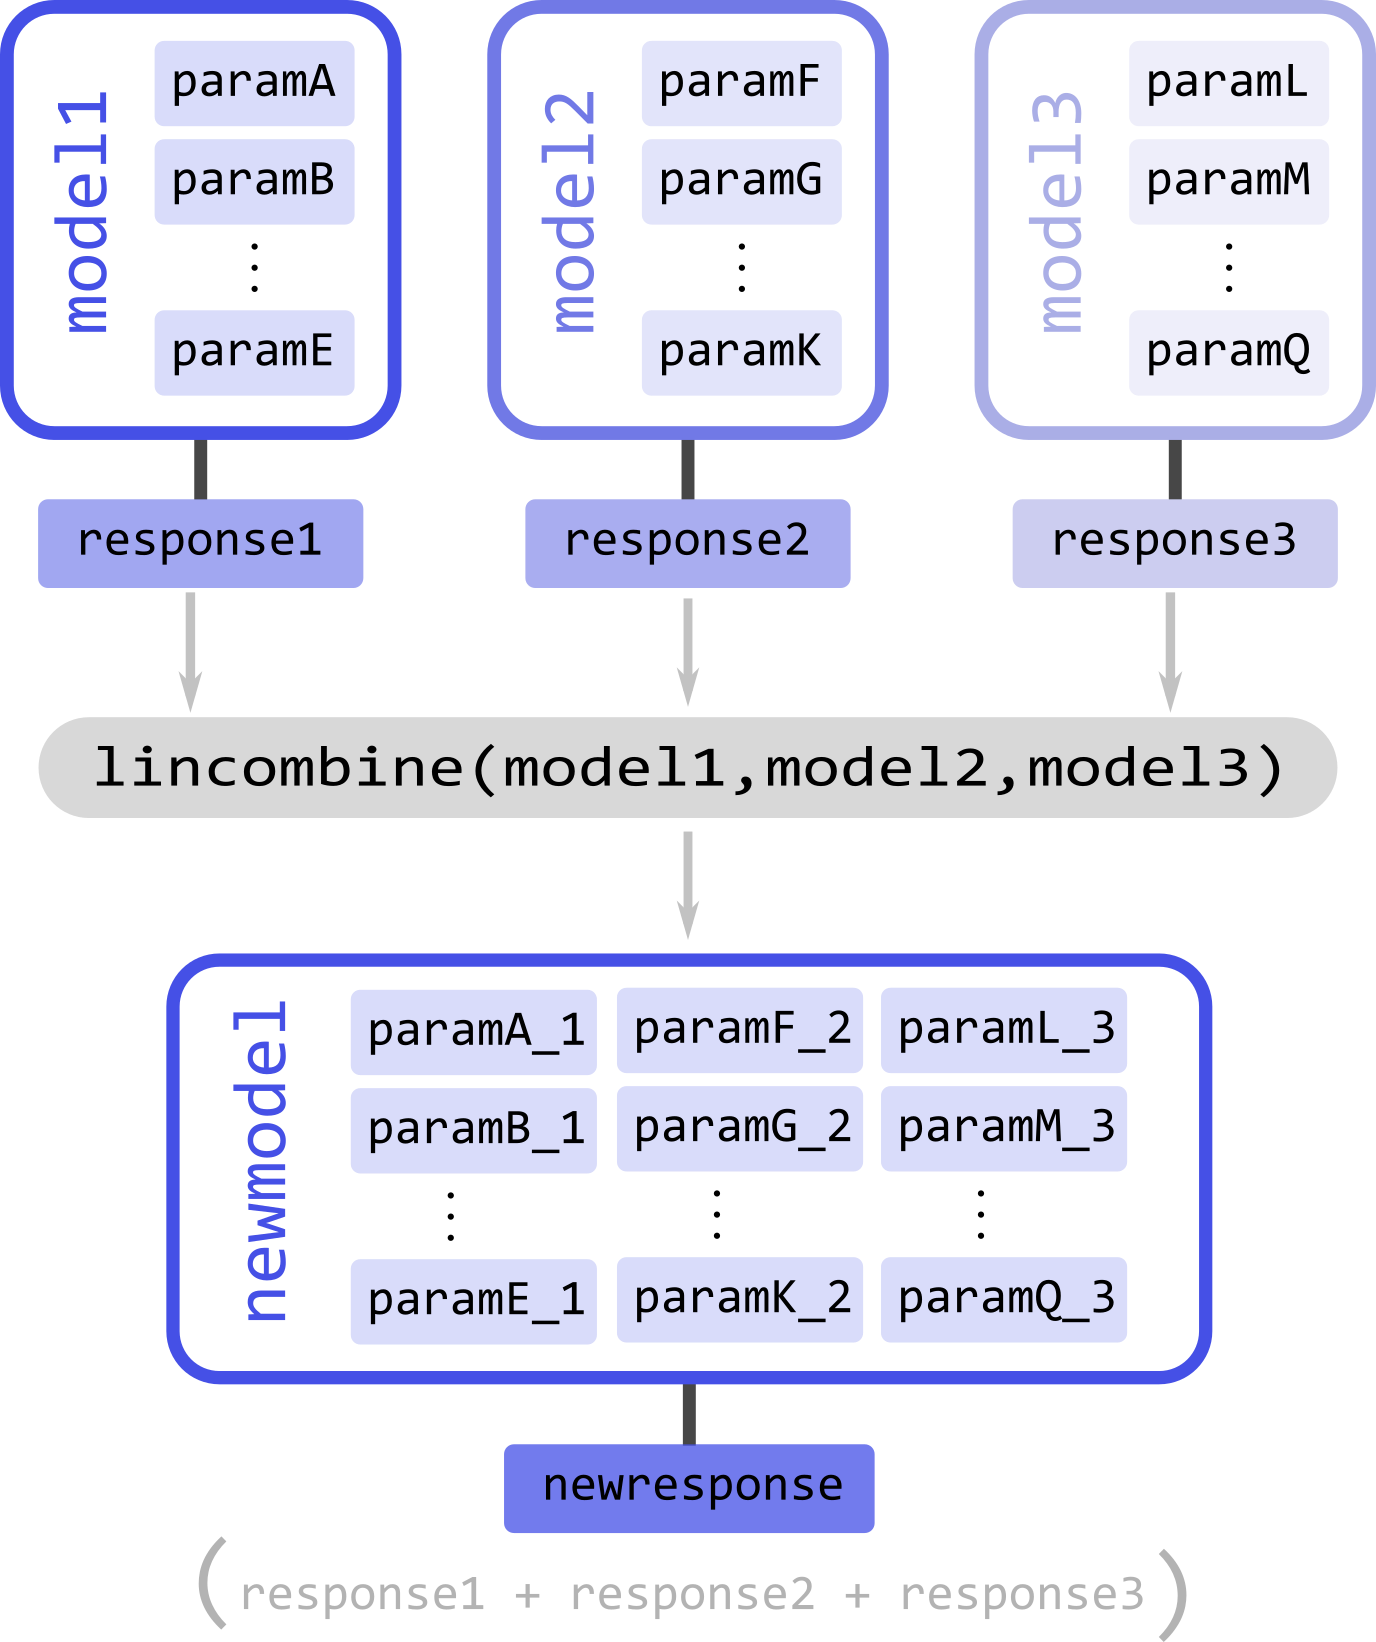 model1
paramA
paramB
⋮
paramE
response1
model2
paramF
paramG
⋮
paramK
response2
model3
paramL
paramM
⋮
paramQ
response3
lincombine(model1,model2,model3)
newmodel
paramA_1 paramF_2 paramL_3
paramB_1 paramG_2 paramM_3
⋮ ⋮ ⋮
paramE_1 paramK_2 paramQ_3
newresponse
(response1 + response2 + response3)